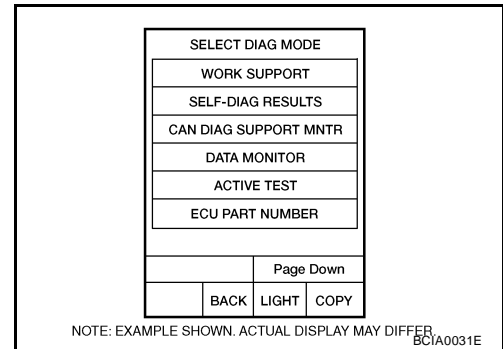 SELECT DIAG MODE
WORK SUPPORT
SELF-DIAG RESULTS
CAN DIAG SUPPORT MNTR
DATA MONITOR
ACTIVE TEST
ECU PART NUMBER
Page Down
BACK LIGHT COPY
NOTE: EXAMPLE SHOWN. ACTUAL DISPLAY MAY DIFFER.
BCIA0031E